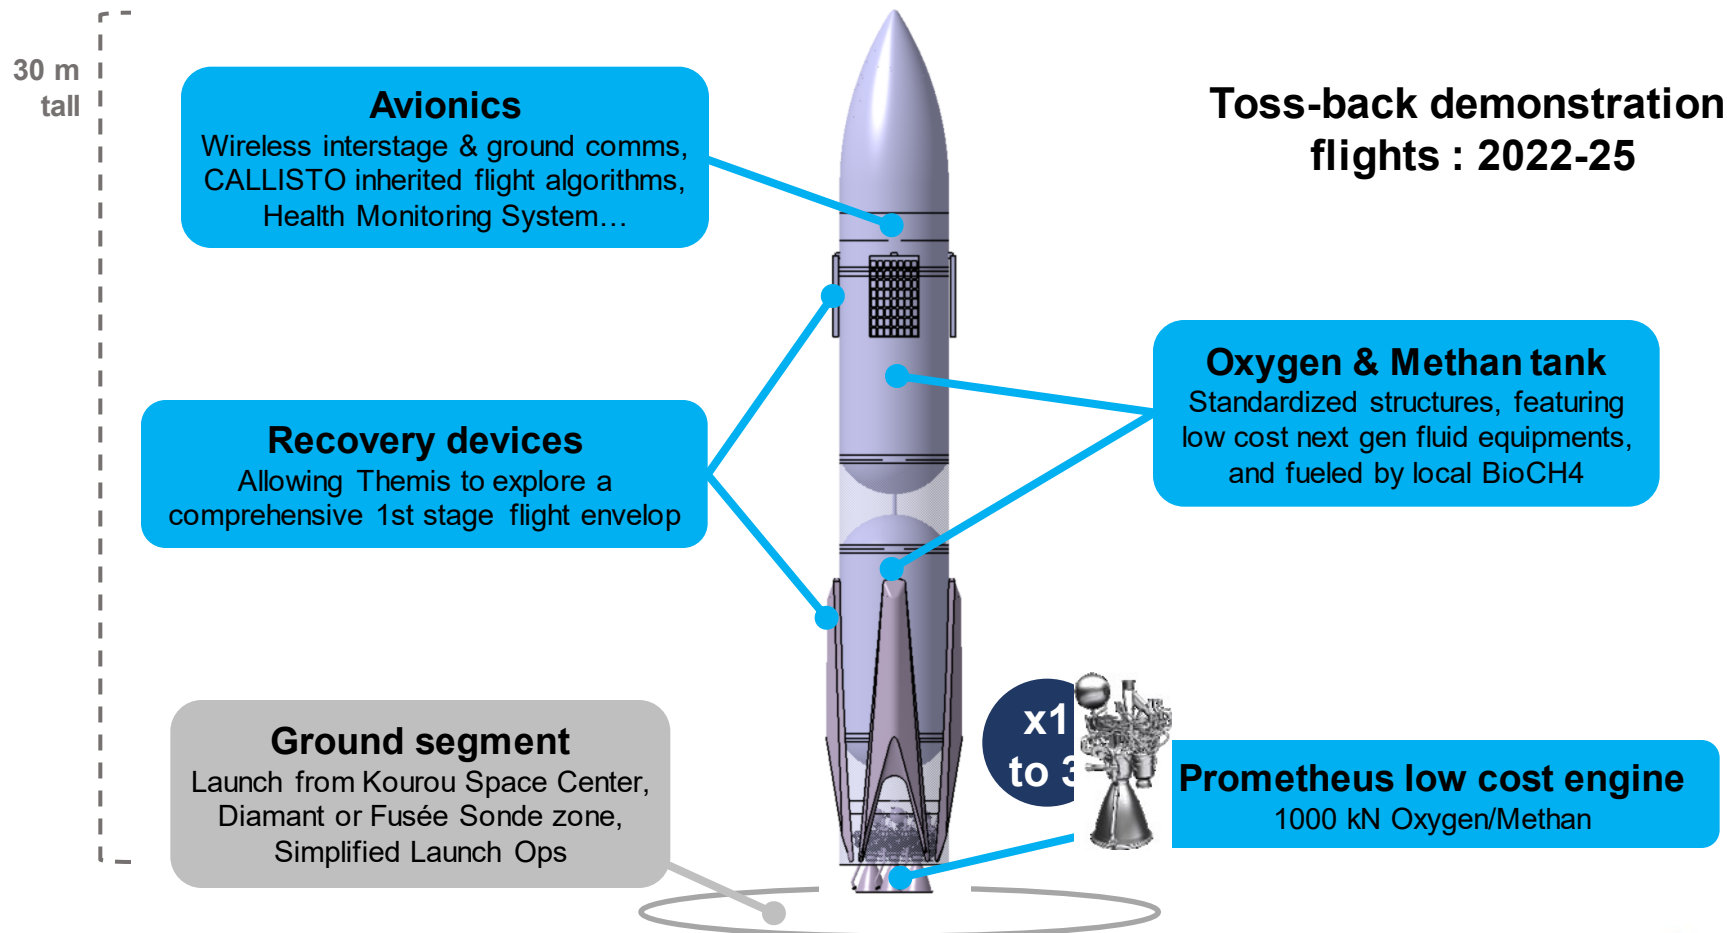 30 m
tall
Avionics
Wireless interstage & ground comms,
CALLISTO inherited flight algorithms,
Health Monitoring System…
Toss-back demonstration
flights : 2022-25
Oxygen & Methan tank
Standardized structures, featuring
low cost next gen fluid equipments,
and fueled by local BioCH4
Recovery devices
Allowing Themis to explore a
comprehensive 1st stage flight envelop
x1
to 3
Ground segment
Launch from Kourou Space Center,
Diamant or Fusée Sonde zone,
Simplified Launch Ops
Prometheus low cost engine
1000 kN Oxygen/Methan